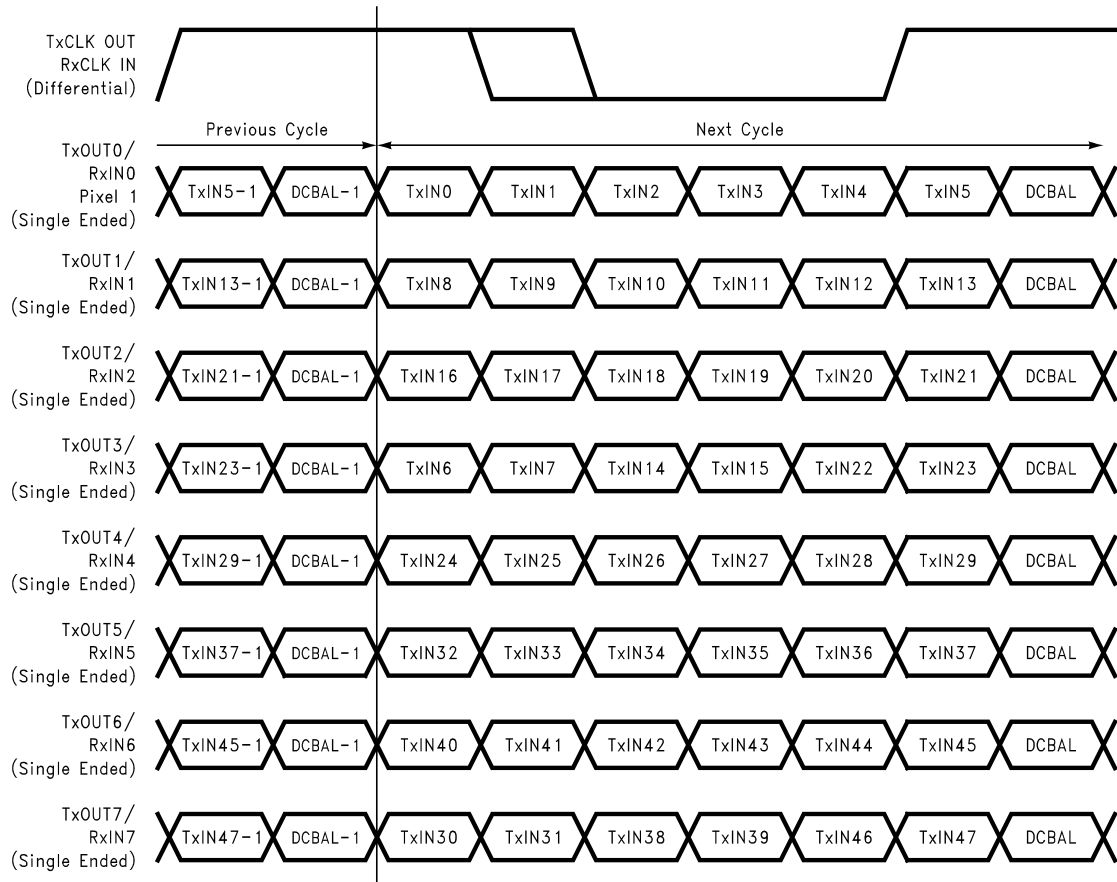 TxCLK OUT
RxCLK IN
(Differential)
Previous Cycle
Next Cycle
TxOUT0/
RxIN0
Pixel 1
(Single Ended)
TxIN5-1 DCBAL-1 TxIN0 TxIN1 TxIN2 TxIN3 TxIN4 TxIN5 DCBAL
TxOUT1/
RxIN1
(Single Ended)
TxIN13-1 DCBAL-1 TxIN8 TxIN9 TxIN10 TxIN11 TxIN12 TxIN13 DCBAL
TxOUT2/
RxIN2
(Single Ended)
TxIN21-1 DCBAL-1 TxIN16 TxIN17 TxIN18 TxIN19 TxIN20 TxIN21 DCBAL
TxOUT3/
RxIN3
(Single Ended)
TxIN23-1 DCBAL-1 TxIN6 TxIN7 TxIN14 TxIN15 TxIN22 TxIN23 DCBAL
TxOUT4/
RxIN4
(Single Ended)
TxIN29-1 DCBAL-1 TxIN24 TxIN25 TxIN26 TxIN27 TxIN28 TxIN29 DCBAL
TxOUT5/
RxIN5
(Single Ended)
TxIN37-1 DCBAL-1 TxIN32 TxIN33 TxIN34 TxIN35 TxIN36 TxIN37 DCBAL
TxOUT6/
RxIN6
(Single Ended)
TxIN45-1 DCBAL-1 TxIN40 TxIN41 TxIN42 TxIN43 TxIN44 TxIN45 DCBAL
TxOUT7/
RxIN7
(Single Ended)
TxIN47-1 DCBAL-1 TxIN30 TxIN31 TxIN38 TxIN39 TxIN46 TxIN47 DCBAL